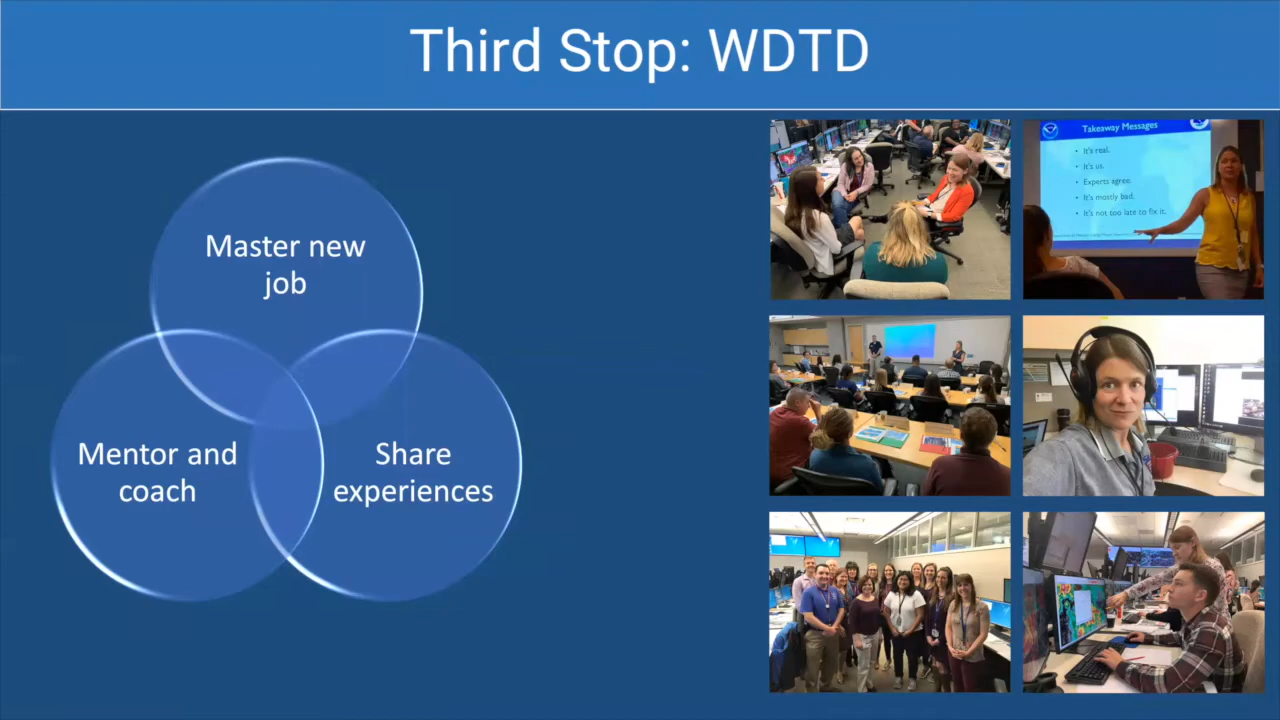 Third Stop: WDTD
Master new
job
Mentor and
coach
Share
experiences
Takeaway Messages
• It's real.
• It's us.
• Experts agree.
• It's mostly bad.
• It's not too late to fix it.